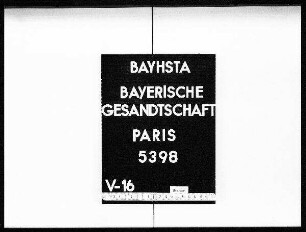 BAYHSTA
BAYERISCHE
GESANDTSCHAFT
PARIS
5398
V-16